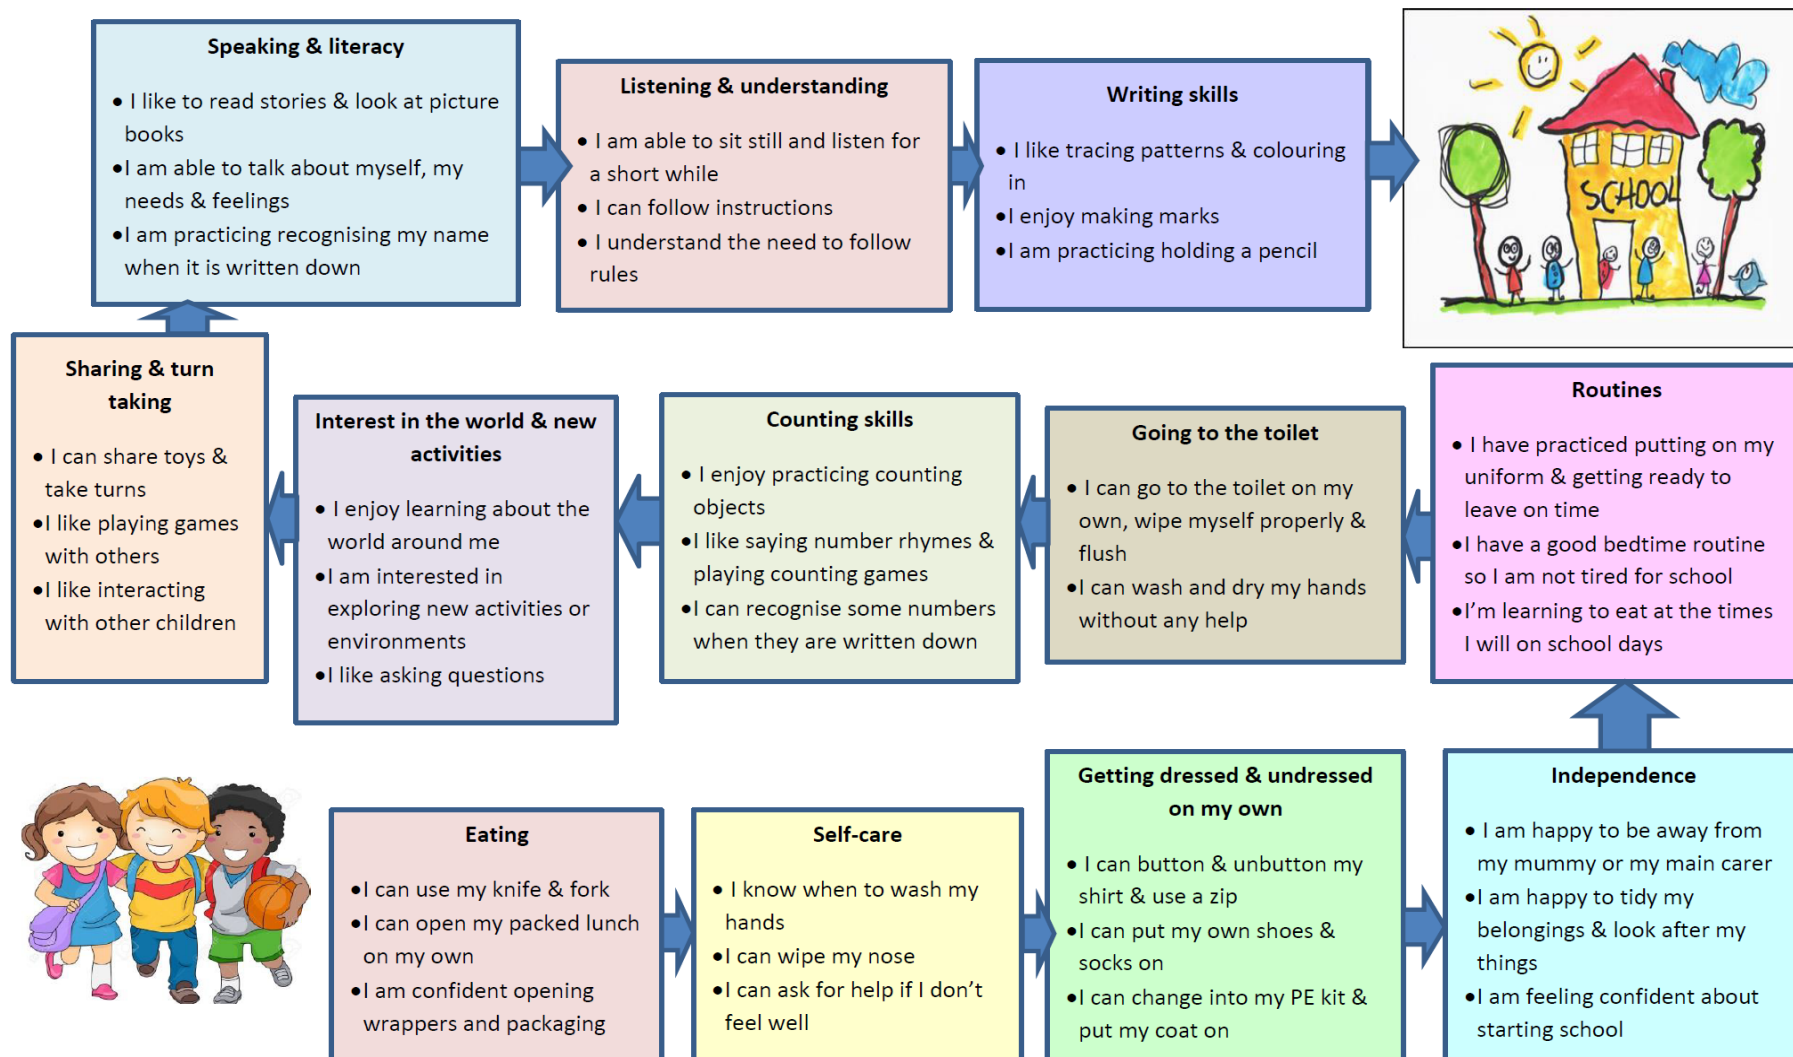 Speaking & literacy
• I like to read stories & look at picture
books
•I am able to talk about myself, my
needs & feelings
•I am practicing recognising my name
when it is written down
Listening & understanding
• I am able to sit still and listen for
a short while
• I can follow instructions
• I understand the need to follow
rules
Writing skills
• I like tracing patterns & colouring
in
•I enjoy making marks
•I am practicing holding a pencil
SCHOOL
Sharing & turn
taking
• I can share toys &
take turns
•I like playing games
with others
•I like interacting
with other children
Interest in the world & new
activities
• I enjoy learning about the
world around me
•I am interested in
exploring new activities or
environments
•I like asking questions
Counting skills
• I enjoy practicing counting
objects
•I like saying number rhymes &
playing counting games
•I can recognise some numbers
when they are written down
Going to the toilet
• I can go to the toilet on my
own, wipe myself properly &
flush
•I can wash and dry my hands
without any help
Routines
• I have practiced putting on my
uniform & getting ready to
leave on time
•I have a good bedtime routine
so I am not tired for school
•I’m learning to eat at the times
I will on school days
Eating
•I can use my knife & fork
•I can open my packed lunch
on my own
•I am confident opening
wrappers and packaging
Self-care
• I know when to wash my
hands
•I can wipe my nose
•I can ask for help if I don’t
feel well
Getting dressed & undressed
on my own
• I can button & unbutton my
shirt & use a zip
•I can put my own shoes &
socks on
•I can change into my PE kit &
put my coat on
Independence
• I am happy to be away from
my mummy or my main carer
•I am happy to tidy my
belongings & look after my
things
•I am feeling confident about
starting school